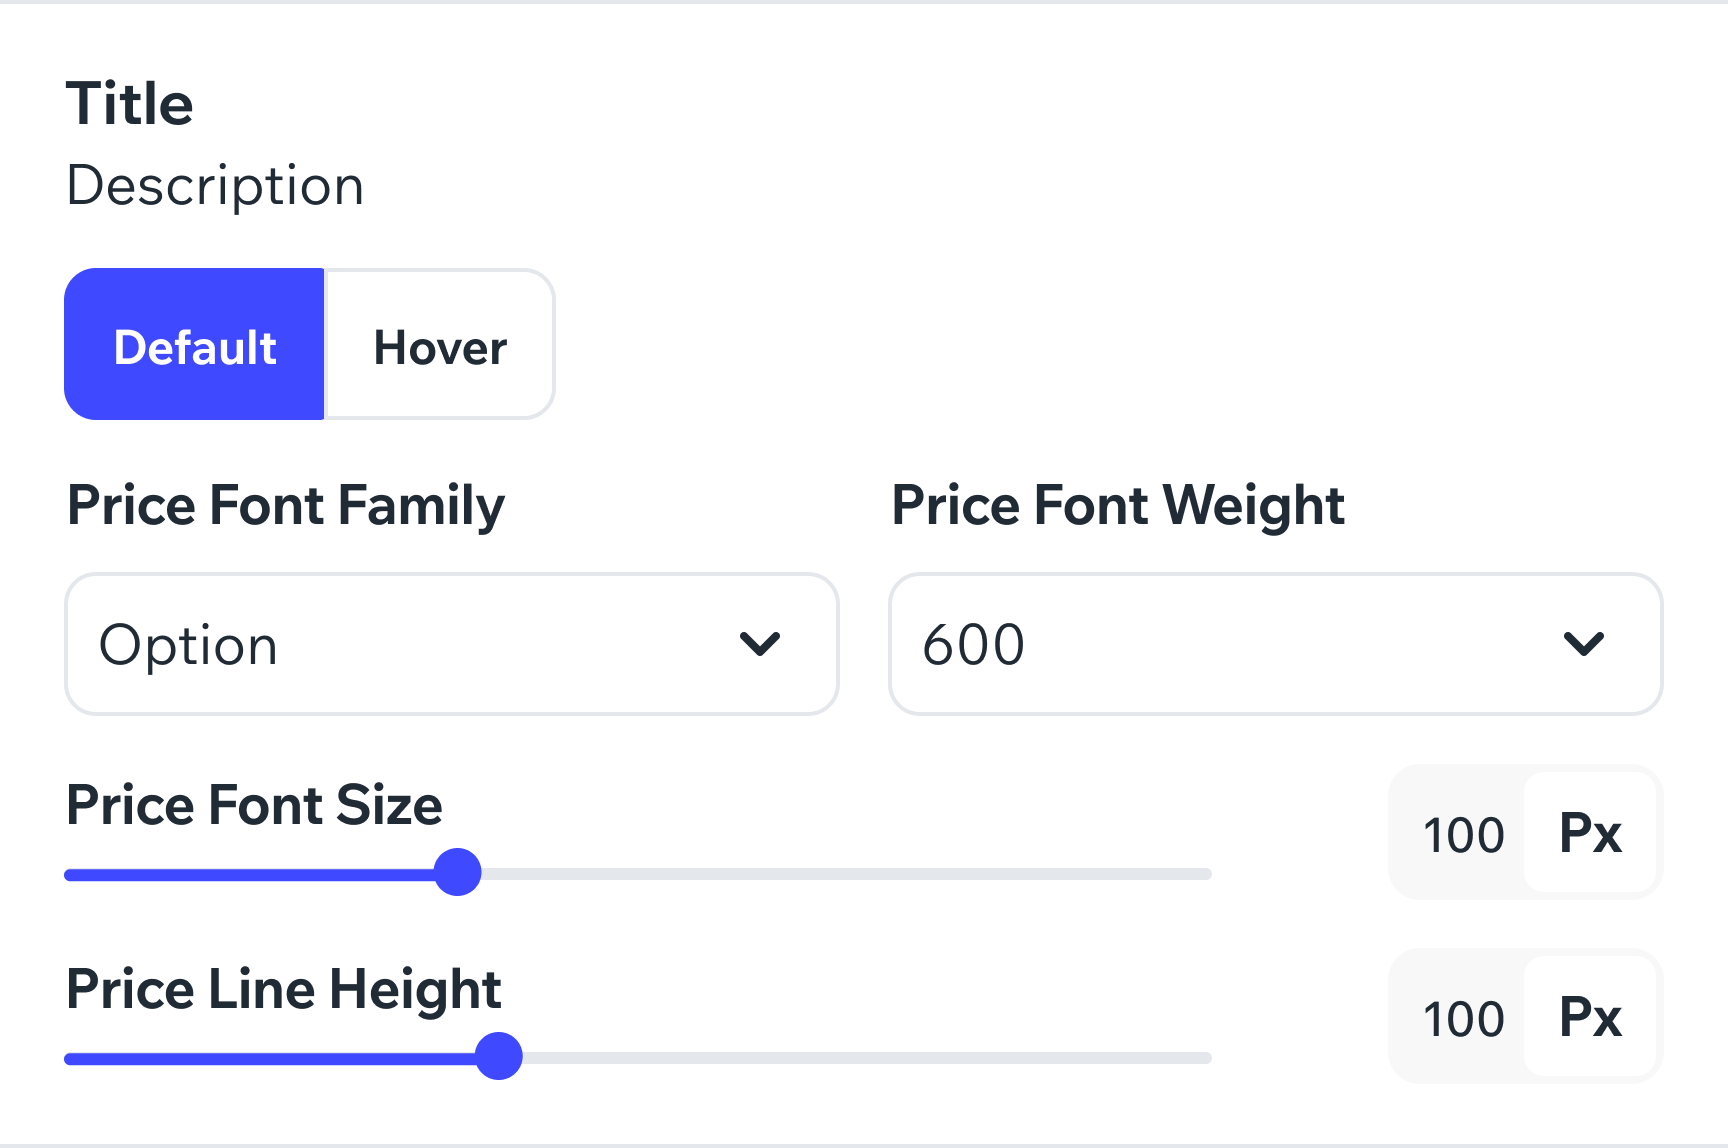 Title
Description
Default Hover
Price Font Family Price Font Weight
Option 600
Price Font Size 100 Px
Price Line Height 100 Px